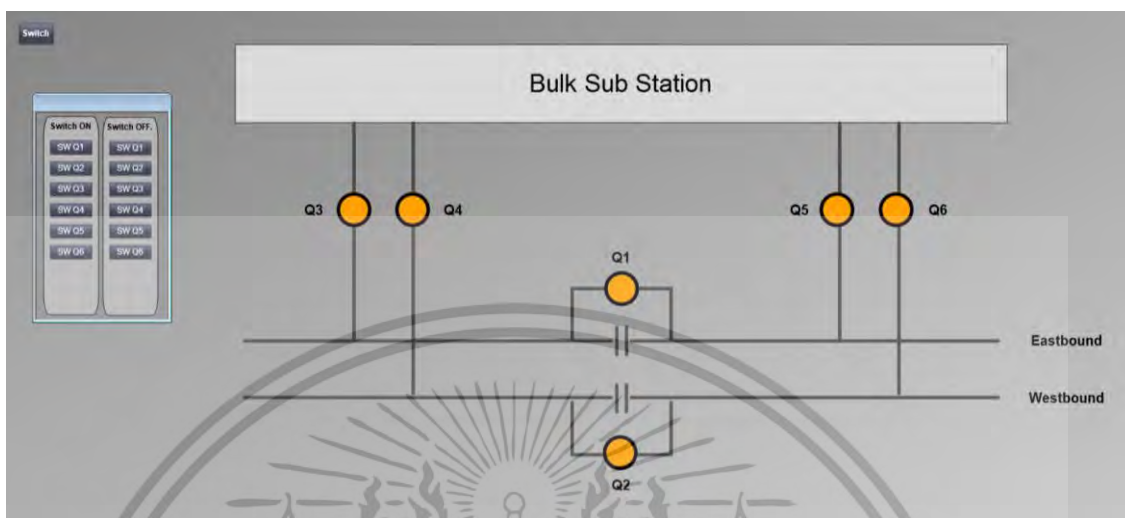 Switch
Bulk Sub Station
Switch ON
Switch OFF.
SW Q1
SW Q1
SW Q2
SW Q2
SW Q3
SW Q3
SW Q4
SW Q4
SW Q5
SW Q5
SW Q6
SW Q6
Q3
Q4
Q5
Q6
Q1
Eastbound
Westbound
Q2